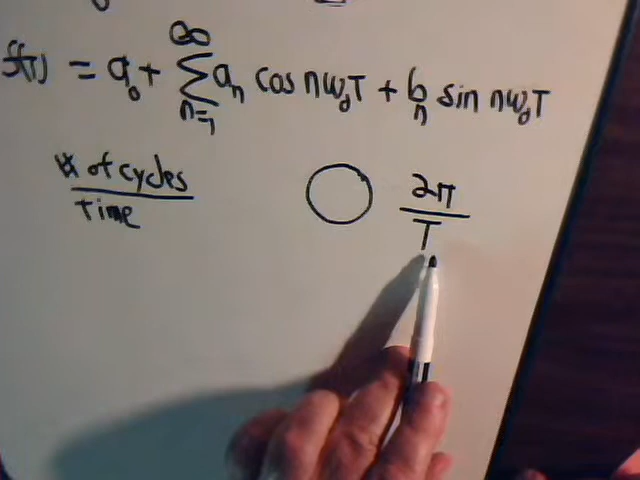 f(t) = a₀ + ∑ₙ₌₁^∞ aₙ cos nω₀T + bₙ sin nω₀T
# of cycles
Time
2π
T